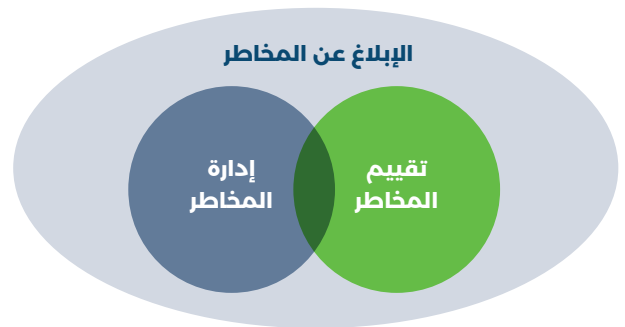 الإبلاغ عن المخاطر
تقييم
المخاطر
إدارة
المخاطر